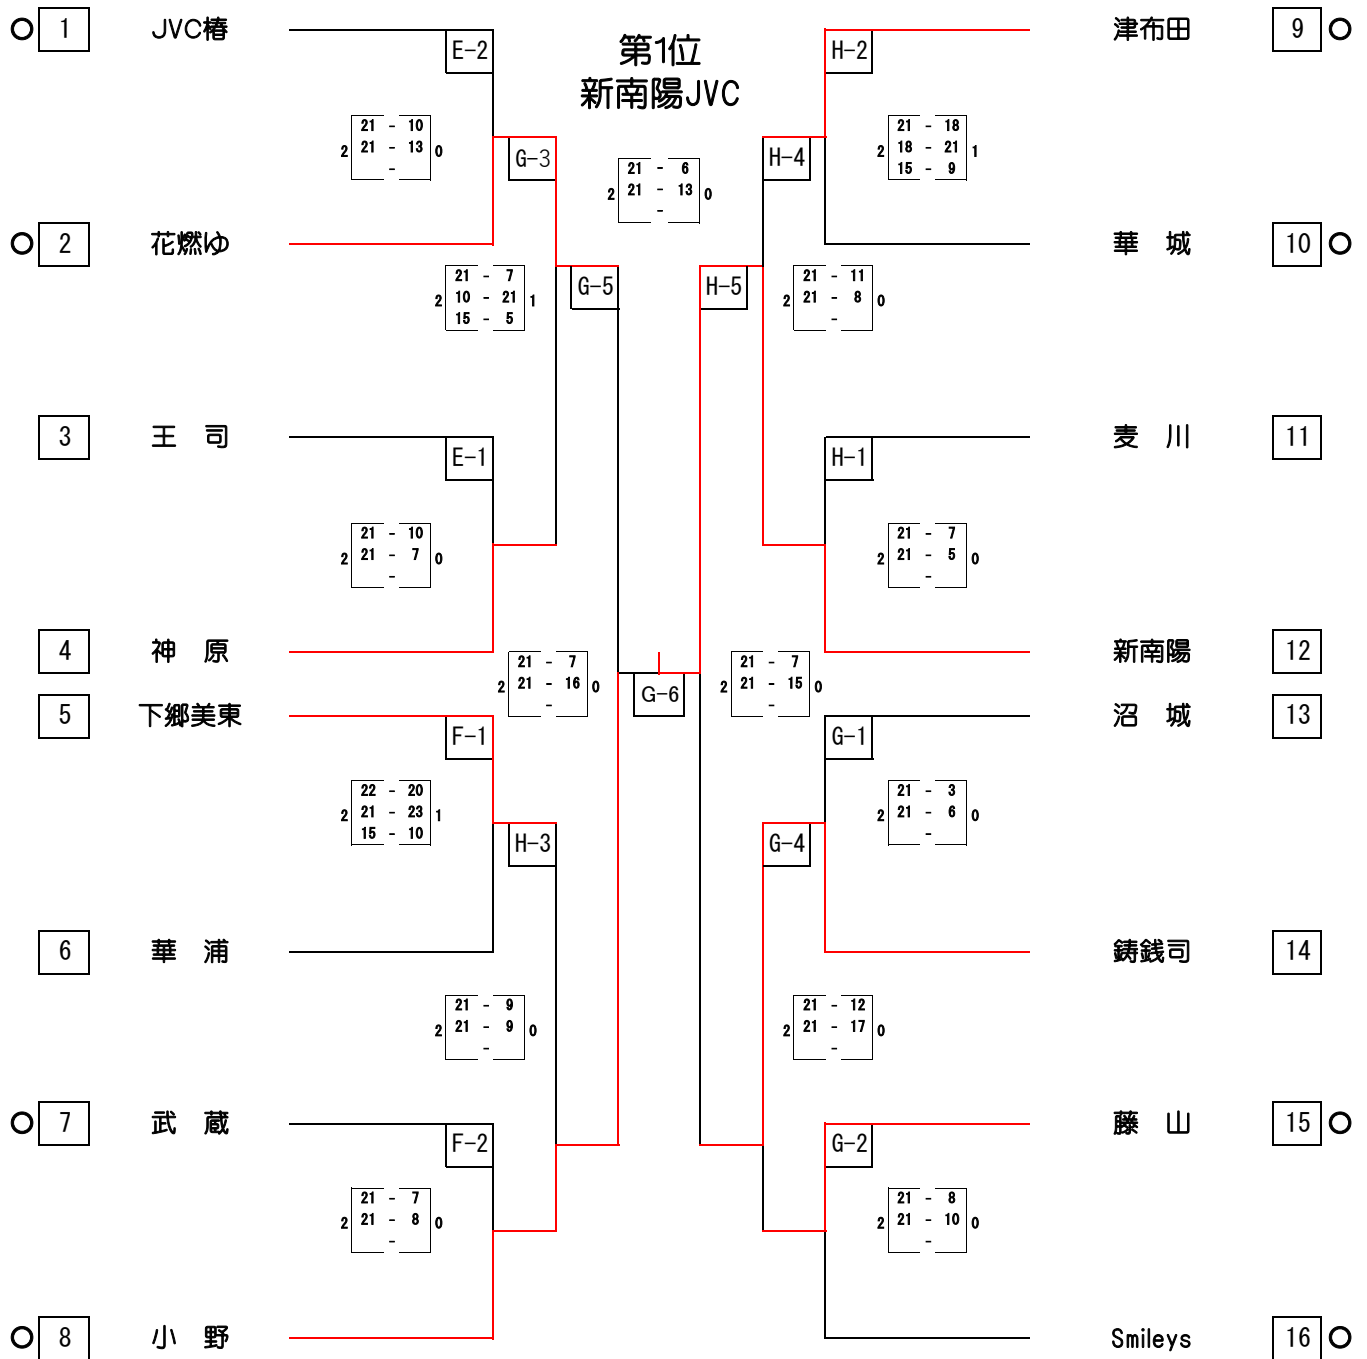 第1位
新南陽JVC
1 JVC椿
E-2
21 - 10
2 21 - 13 0
-
G-3
2 花燃ゆ
21 - 7
2 10 - 21 1
15 - 5
G-5
3 王 司
E-1
21 - 10
2 21 - 7 0
-
4 神 原
21 - 7
2 21 - 16 0
-
5 下郷美東
F-1
22 - 20
2 21 - 23 1
15 - 10
H-3
6 華 浦
21 - 9
2 21 - 9 0
-
7 武 蔵
F-2
21 - 7
2 21 - 8 0
-
8 小 野
21 - 6
2 21 - 13 0
-
G-6
津布田 9
H-2
21 - 18
2 18 - 21 1
15 - 9
H-4
華 城 10
21 - 11
2 21 - 8 0
-
H-5
麦 川 11
H-1
21 - 7
2 21 - 5 0
-
新南陽 12
21 - 7
2 21 - 15 0
-
沼 城 13
G-1
21 - 3
2 21 - 6 0
-
G-4
鋳銭司 14
21 - 12
2 21 - 17 0
-
藤 山 15
G-2
21 - 8
2 21 - 10 0
-
Smileys 16